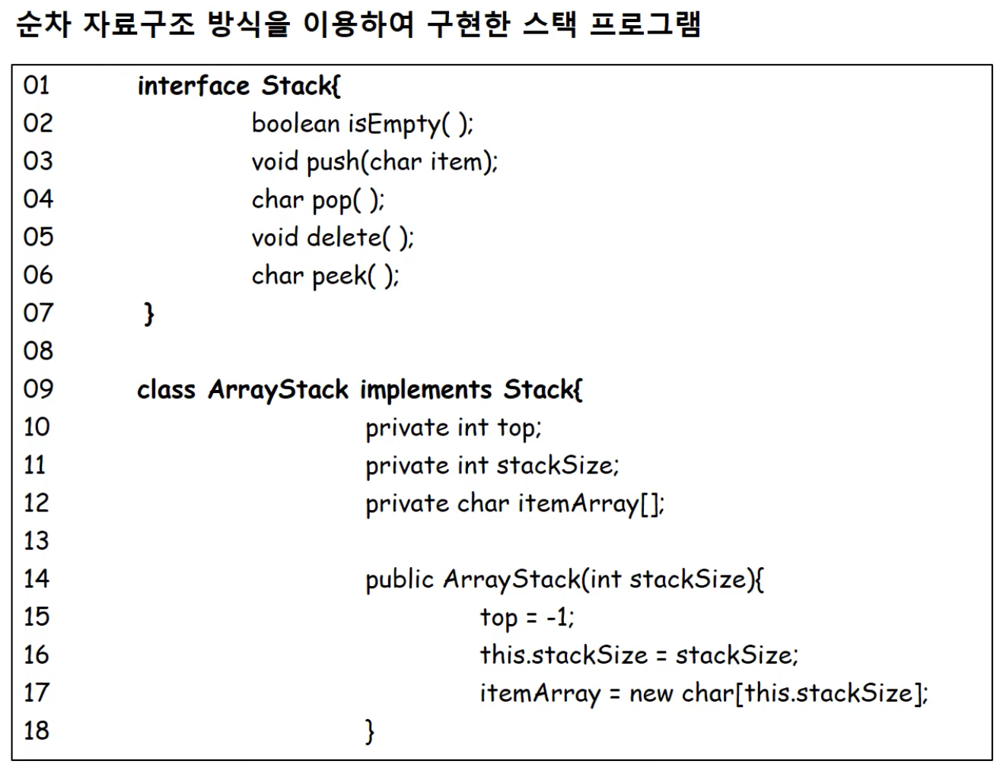 순차 자료구조 방식을 이용하여 구현한 스택 프로그램
01 interface Stack{
02 boolean isEmpty( );
03 void push(char item);
04 char pop( );
05 void delete( );
06 char peek( );
07 }
08
09 class ArrayStack implements Stack{
10 private int top;
11 private int stackSize;
12 private char itemArray[];
13
14 public ArrayStack(int stackSize){
15 top = -1;
16 this.stackSize = stackSize;
17 itemArray = new char[this.stackSize];
18 }